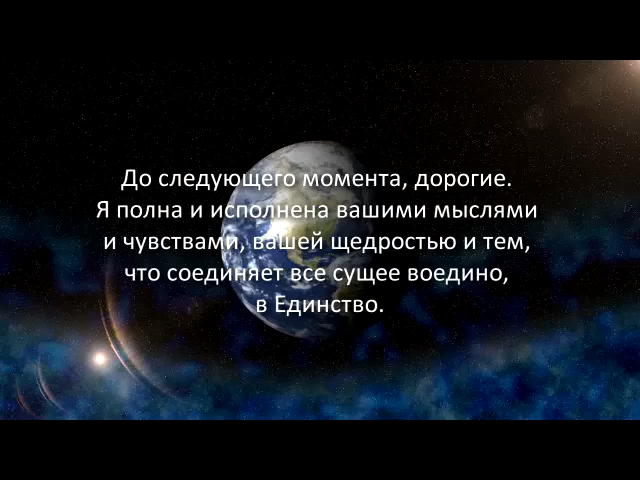 До следующего момента, дорогие.
Я полна и исполнена вашими мыслями
и чувствами, вашей щедростью и тем,
что соединяет все сущее воедино,
в Единство.